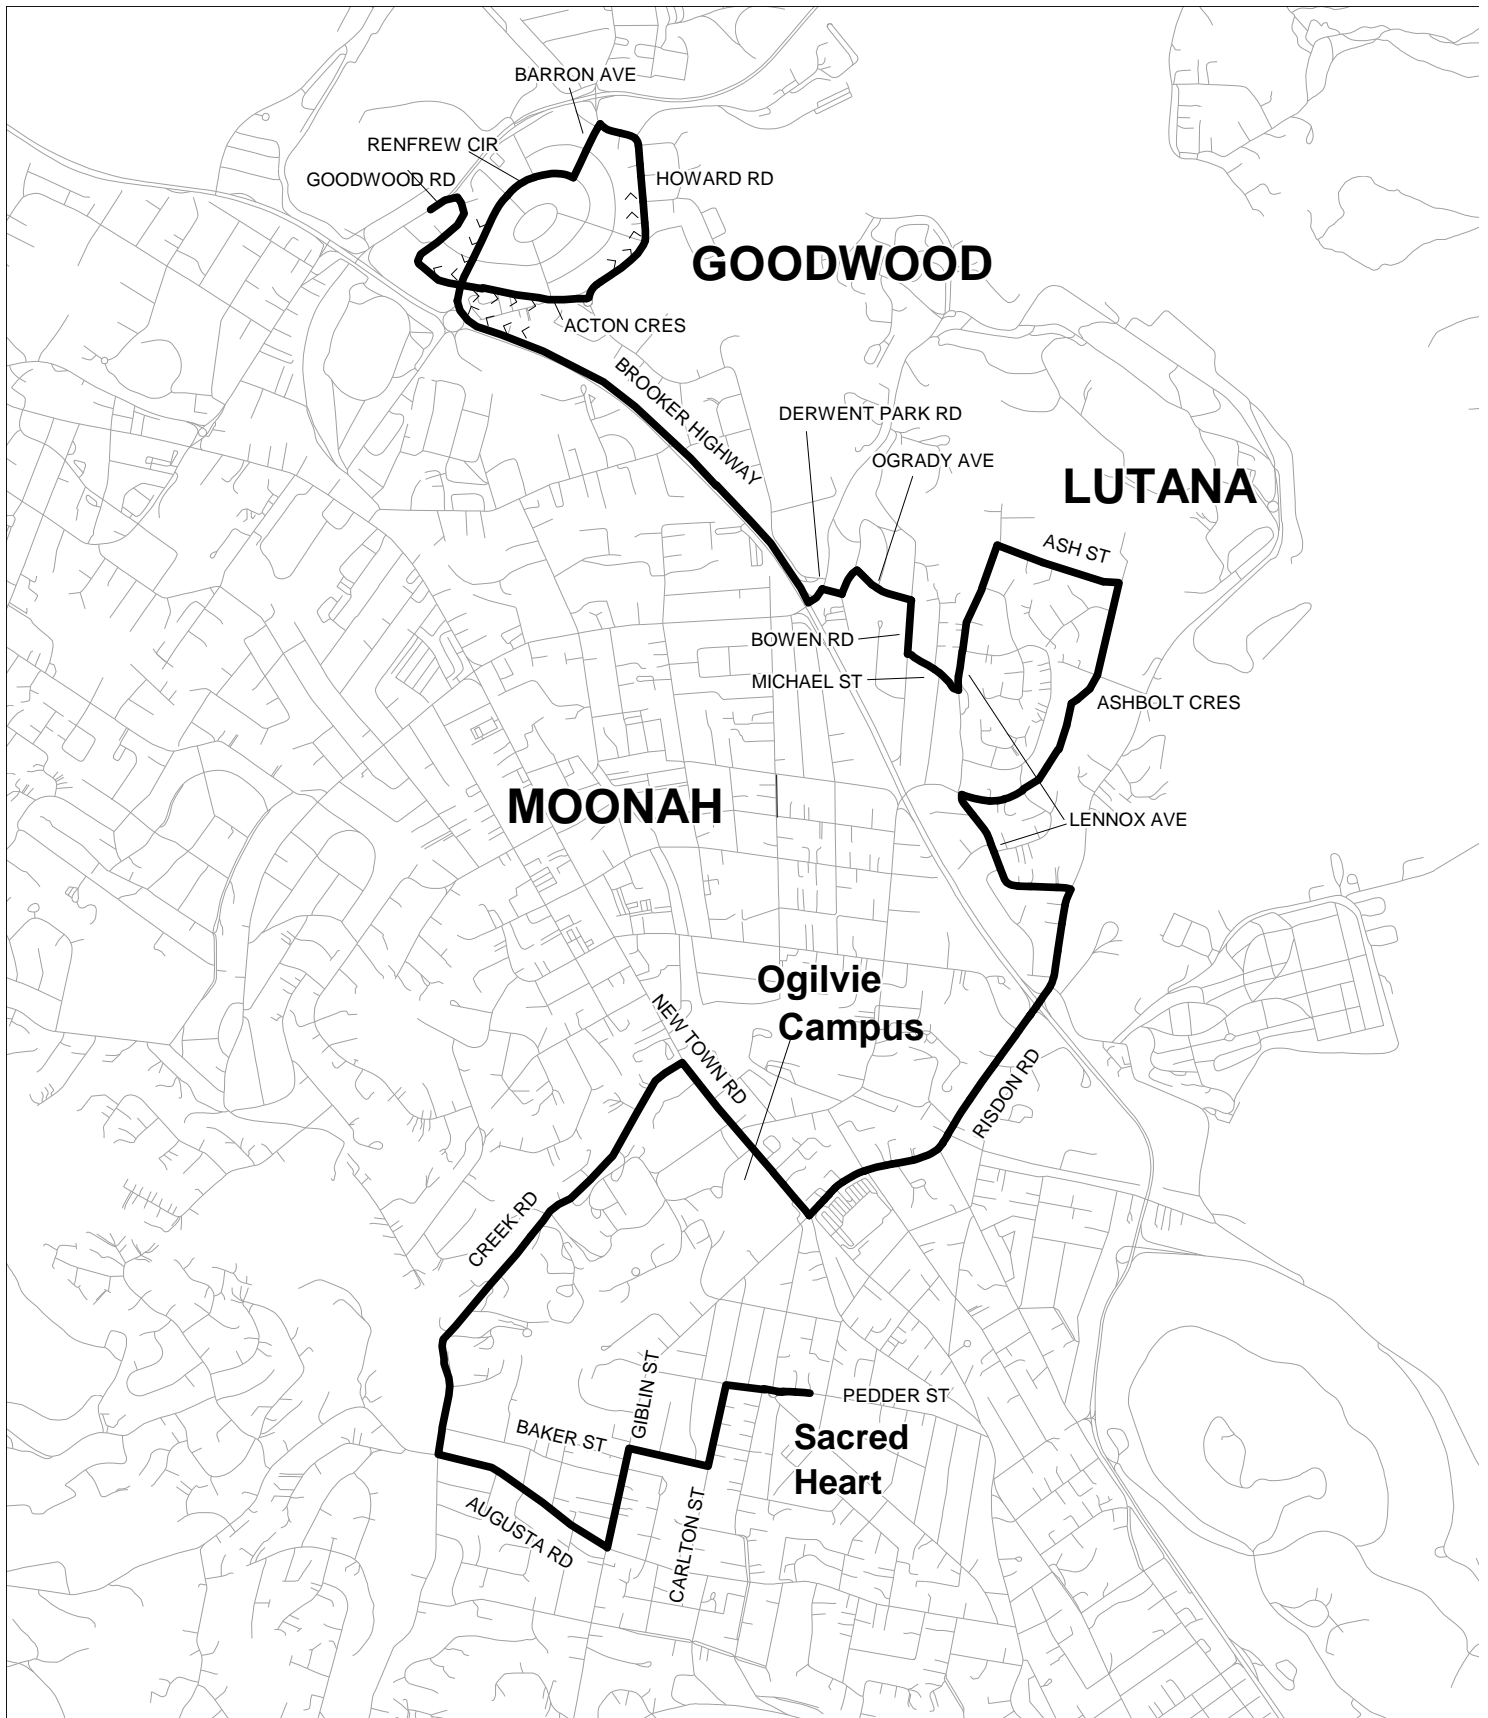 BARRON AVE
RENFREW CIR
GOODWOOD RD
HOWARD RD
GOODWOOD
ACTON CRES
BROOKER HIGHWAY
DERWENT PARK RD
OGRADY AVE
LUTANA
ASH ST
BOWEN RD
MICHAEL ST
ASHBOLT CRES
MOONAH
LENNOX AVE
Ogilvie
Campus
NEW TOWN RD
RISDON RD
CREEK RD
GIBLIN ST
PEDDER ST
BAKER ST
Sacred
Heart
AUGUSTA RD
CARLTON ST